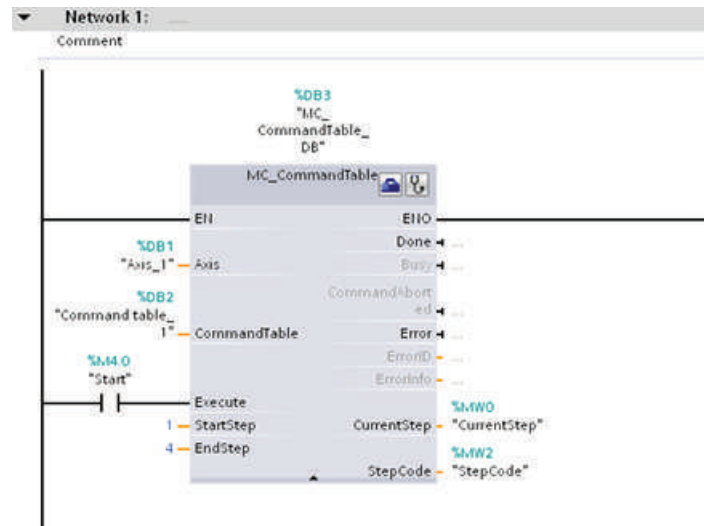 Network 1: ....
Comment
%DB3
"MC_
CommandTable_
DB"
MC_CommandTable
EN ENO
Done ...
%DB1
"Axis_1" Axis Busy ...
%DB2
CommandAbort
ed ...
"Command table_
1" CommandTable Error ...
ErrorID ...
%M4.0
"Start"
ErrorInfo ...
Execute
%MW0
1 StartStep CurrentStep "CurrentStep"
4 EndStep
%MW2
StepCode "StepCode"